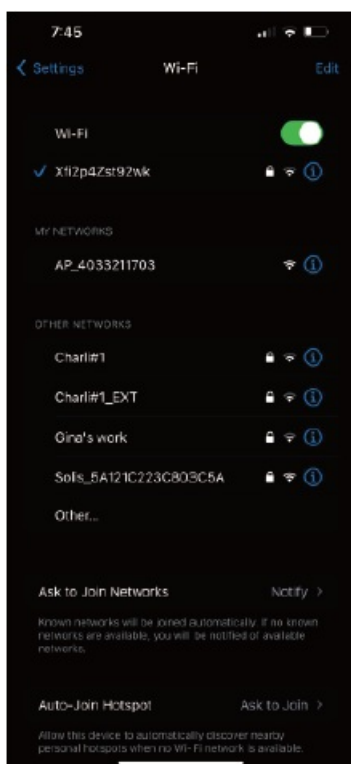 7:45
Settings
Wi-Fi
Edit
Wi-Fi
Xfi2p4Zst92wk
MY NETWORKS
AP_4033211703
OTHER NETWORKS
Charli#1
Charli#1_EXT
Gina's work
Solis_5A121C223C803C5A
Other...
Ask to Join Networks
Notify
Known networks will be joined automatically. If no known
networks are available, you will be notified of available
networks.
Auto-Join Hotspot
Ask to Join
Allow this device to automatically discover nearby
personal hotspots when no Wi-Fi network is available.